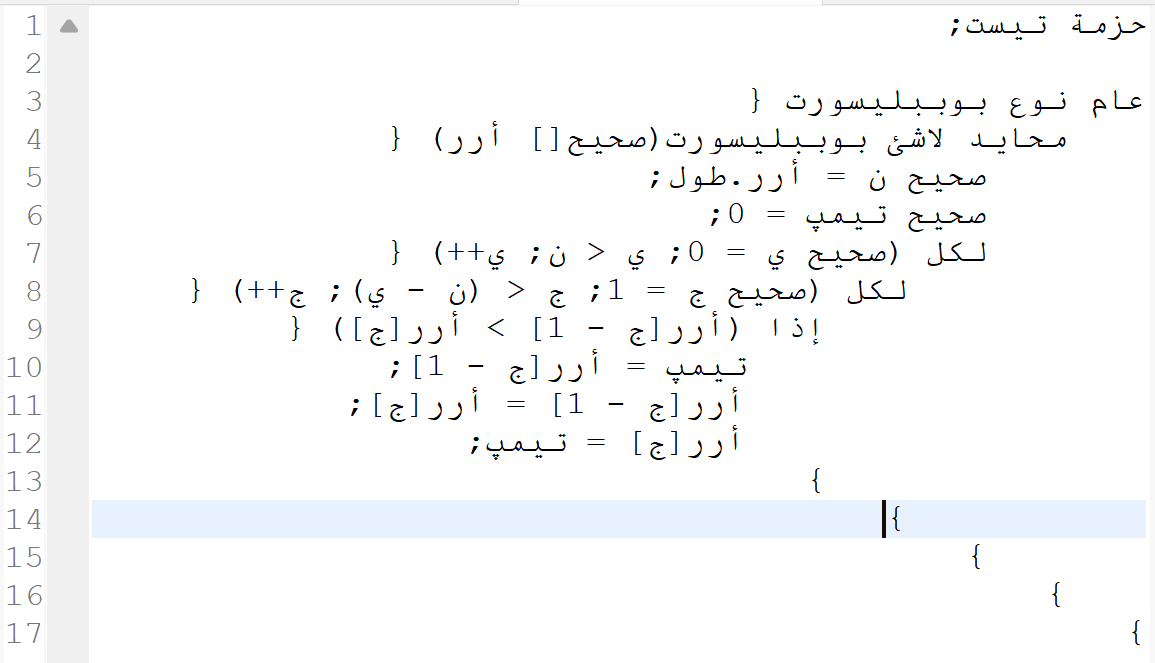 1 حزمة تيست;
2
3 عام نوع بوببليسورت {
4 محايد لاشئ بوببليسورت(صحيح[] أرر) {
5 صحيح ن = أرر.طول;
6 صحيح تيمپ = 0;
7 لكل (صحيح ي = 0; ي < ن; ي++) {
8 لكل (صحيح ج = 1; ج < (ن - ي); ج++) {
9 إذا (أرر[ج - 1] > أرر[ج]) {
10 تيمپ = أرر[ج - 1];
11 أرر[ج - 1] = أرر[ج];
12 أرر[ج] = تيمپ;
13 }
14 }
15 }
16 }
17 }